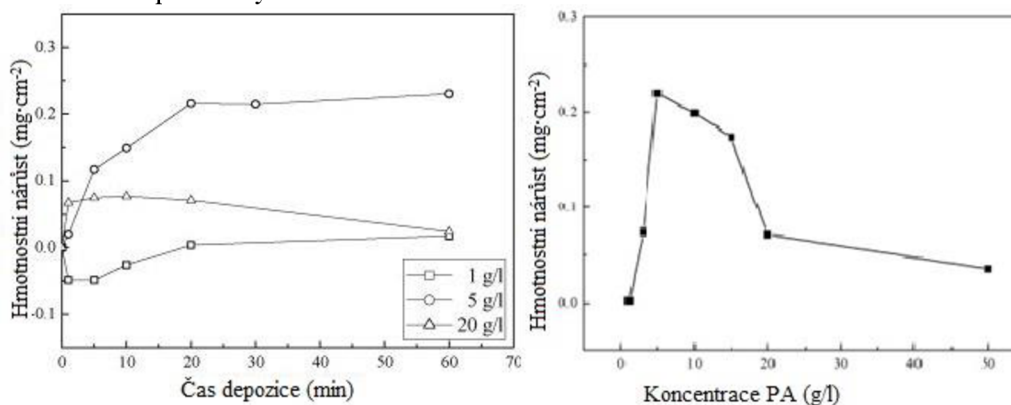 0.3
0.2
0.1
0.0
-0.1
Hmotnostni nárůst (mg·cm-2)
0 10 20 30 40 50 60 70
Čas depozice (min)
1 g/l
5 g/l
20 g/l
0.3
0.2
0.1
0.0
Hmotnostni nárůst (mg·cm-2)
0 10 20 30 40 50
Koncentrace PA (g/l)